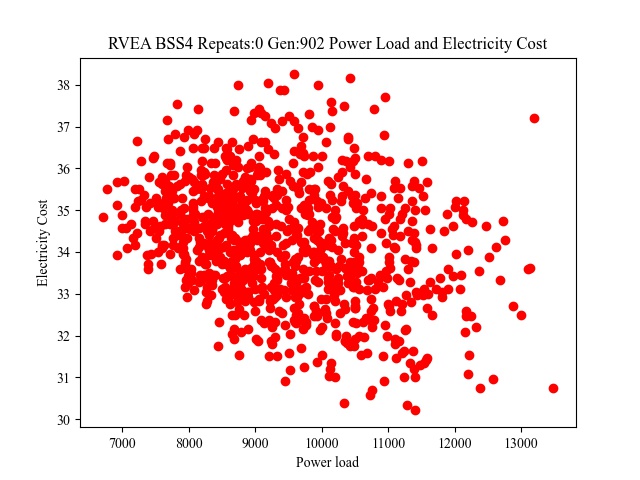 RVEA BSS4 Repeats:0 Gen:902 Power Load and Electricity Cost
38
37
36
35
34
33
32
31
30
Electricity Cost
7000 8000 9000 10000 11000 12000 13000
Power load